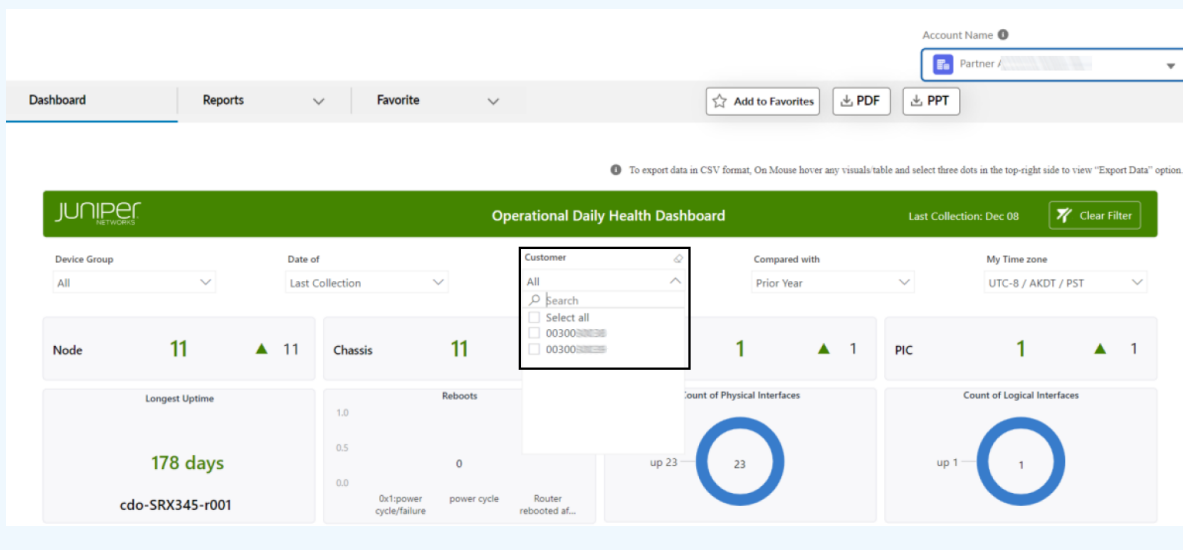 Account Name
Partner
Dashboard
Reports
Favorite
Add to Favorites
PDF
PPT
To export data in CSV format, On Mouse hover any visuals/table and select three dots in the top-right side to view "Export Data" option.
JUNIPER
NETWORKS
Operational Daily Health Dashboard
Last Collection: Dec 08
Clear Filter
Device Group
All
Date of
Last Collection
Customer
All
Search
Select all
00300
00300
Compared with
Prior Year
My Time zone
UTC-8 / AKDT / PST
Node 11 ▲ 11
Chassis 11
1 ▲ 1
PIC 1 ▲ 1
Longest Uptime
178 days
cdo-SRX345-r001
Reboots
1.0
0.5
0.0
0
0x1:power
cycle/failure
power cycle
Router
rebooted af...
Count of Physical Interfaces
up 23
23
Count of Logical Interfaces
up 1
1